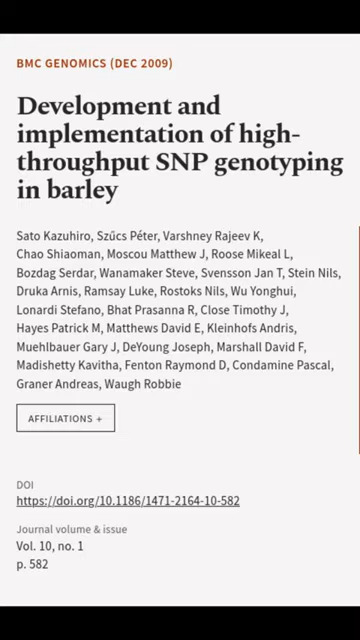 BMC GENOMICS (DEC 2009)
Development and
implementation of high-
throughput SNP genotyping
in barley
Sato Kazuhiro, Szűcs Péter, Varshney Rajeev K,
Chao Shiaoman, Moscou Matthew J, Roose Mikeal L,
Bozdag Serdar, Wanamaker Steve, Svensson Jan T, Stein Nils,
Druka Arnis, Ramsay Luke, Rostoks Nils, Wu Yonghui,
Lonardi Stefano, Bhat Prasanna R, Close Timothy J,
Hayes Patrick M, Matthews David E, Kleinhofs Andris,
Muehlbauer Gary J, DeYoung Joseph, Marshall David F,
Madishetty Kavitha, Fenton Raymond D, Condamine Pascal,
Graner Andreas, Waugh Robbie
AFFILIATIONS +
DOI
https://doi.org/10.1186/1471-2164-10-582
Journal volume & issue
Vol. 10, no. 1
p. 582